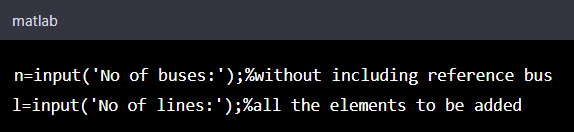 matlab
n=input('No of buses:');%without including reference bus
l=input('No of lines:');%all the elements to be added